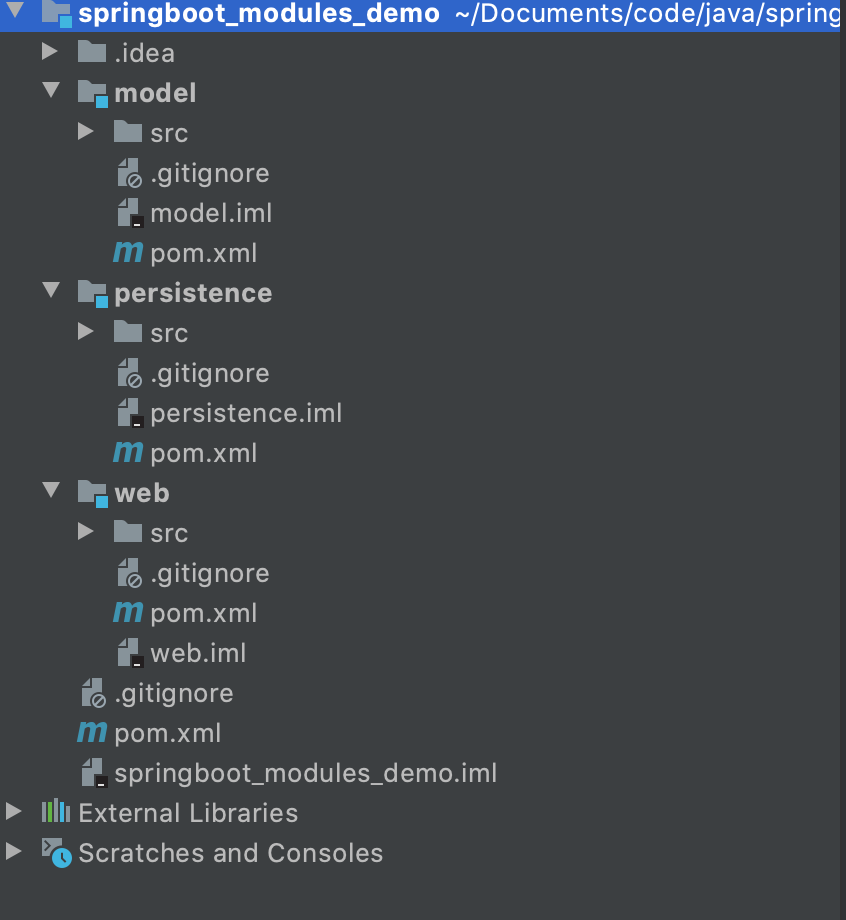 springboot_modules_demo ~/Documents/code/java/spring
.idea
model
src
.gitignore
model.iml
pom.xml
persistence
src
.gitignore
persistence.iml
pom.xml
web
src
.gitignore
pom.xml
web.iml
.gitignore
pom.xml
springboot_modules_demo.iml
External Libraries
Scratches and Consoles